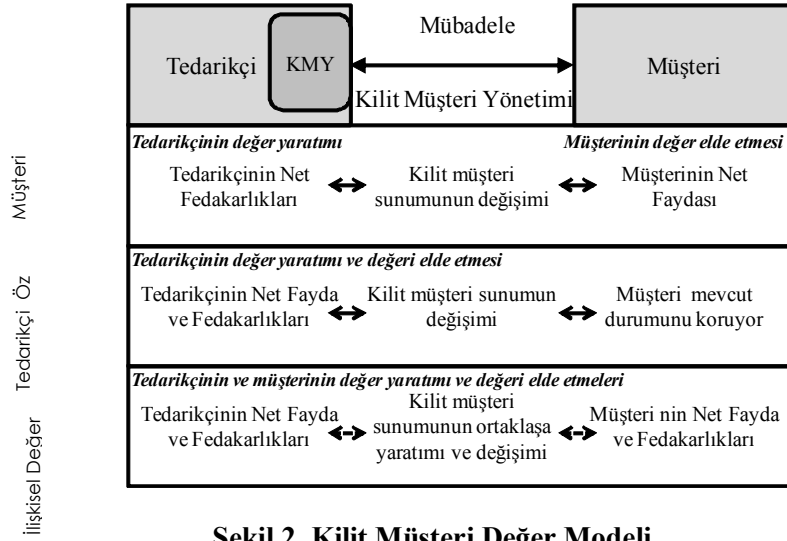 Mübadele
Tedarikçi
KMY
Müşteri
Kilit Müşteri Yönetimi
Müşteri
Tedarikçinin değer yaratımı
Müşterinin değer elde etmesi
Tedarikçinin Net
Fedakarlıkları
Kilit müşteri
sunumunun değişimi
Müşterinin Net
Faydası
Tedarikçi Öz
Tedarikçinin değer yaratımı ve değeri elde etmesi
Tedarikçinin Net Fayda
ve Fedakarlıkları
Kilit müşteri sunumun
değişimi
Müşteri mevcut
durumunu koruyor
İlişkisel Değer
Tedarikçinin ve müşterinin değer yaratımı ve değeri elde etmeleri
Tedarikçinin Net Fayda
ve Fedakarlıkları
Kilit müşteri
sunumunun ortaklaşa
yaratımı ve değişimi
Müşteri nin Net Fayda
ve Fedakarlıkları
Şekil 2. Kilit Müşteri Değer Modeli